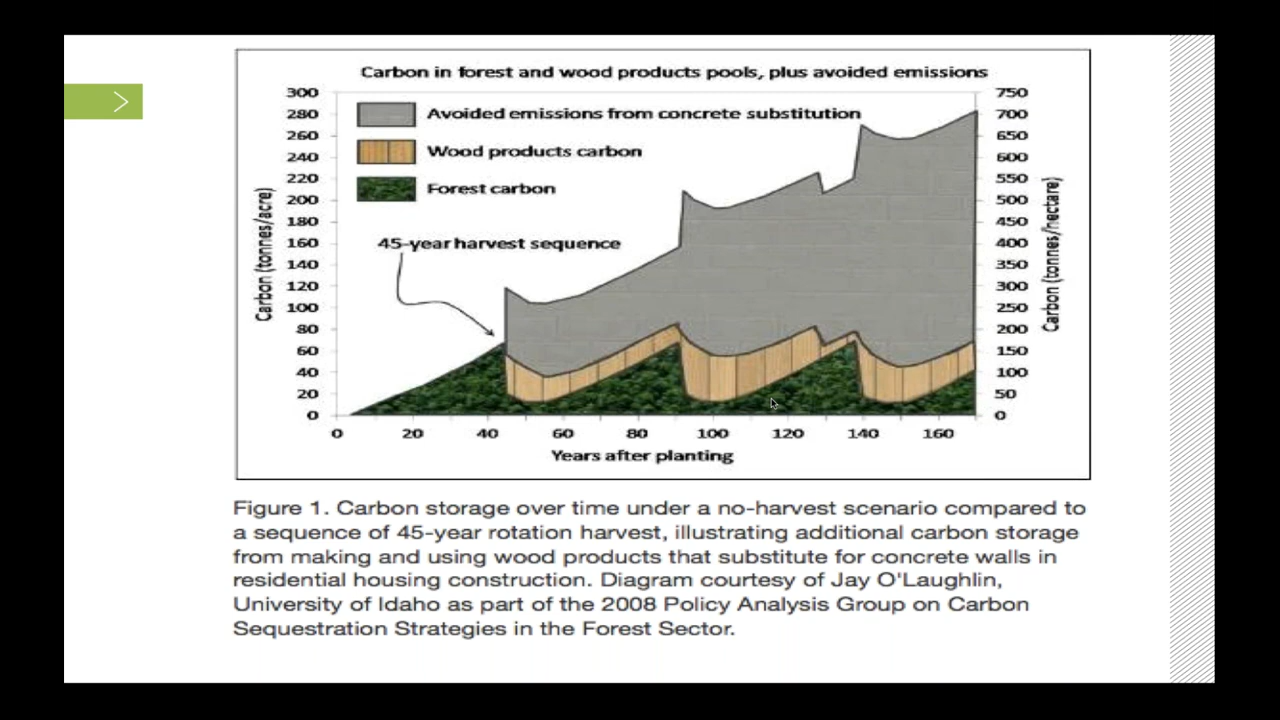 Carbon in forest and wood products pools, plus avoided emissions
300
280
260
240
220
200
180
160
140
120
100
80
60
40
20
0
Carbon (tonnes/acre)
Avoided emissions from concrete substitution
Wood products carbon
Forest carbon
45-year harvest sequence
750
700
650
600
550
500
450
400
350
300
250
200
150
100
50
0
Carbon (tonnes/hectare)
0 20 40 60 80 100 120 140 160
Years after planting
Figure 1. Carbon storage over time under a no-harvest scenario compared to
a sequence of 45-year rotation harvest, illustrating additional carbon storage
from making and using wood products that substitute for concrete walls in
residential housing construction. Diagram courtesy of Jay O'Laughlin,
University of Idaho as part of the 2008 Policy Analysis Group on Carbon
Sequestration Strategies in the Forest Sector.